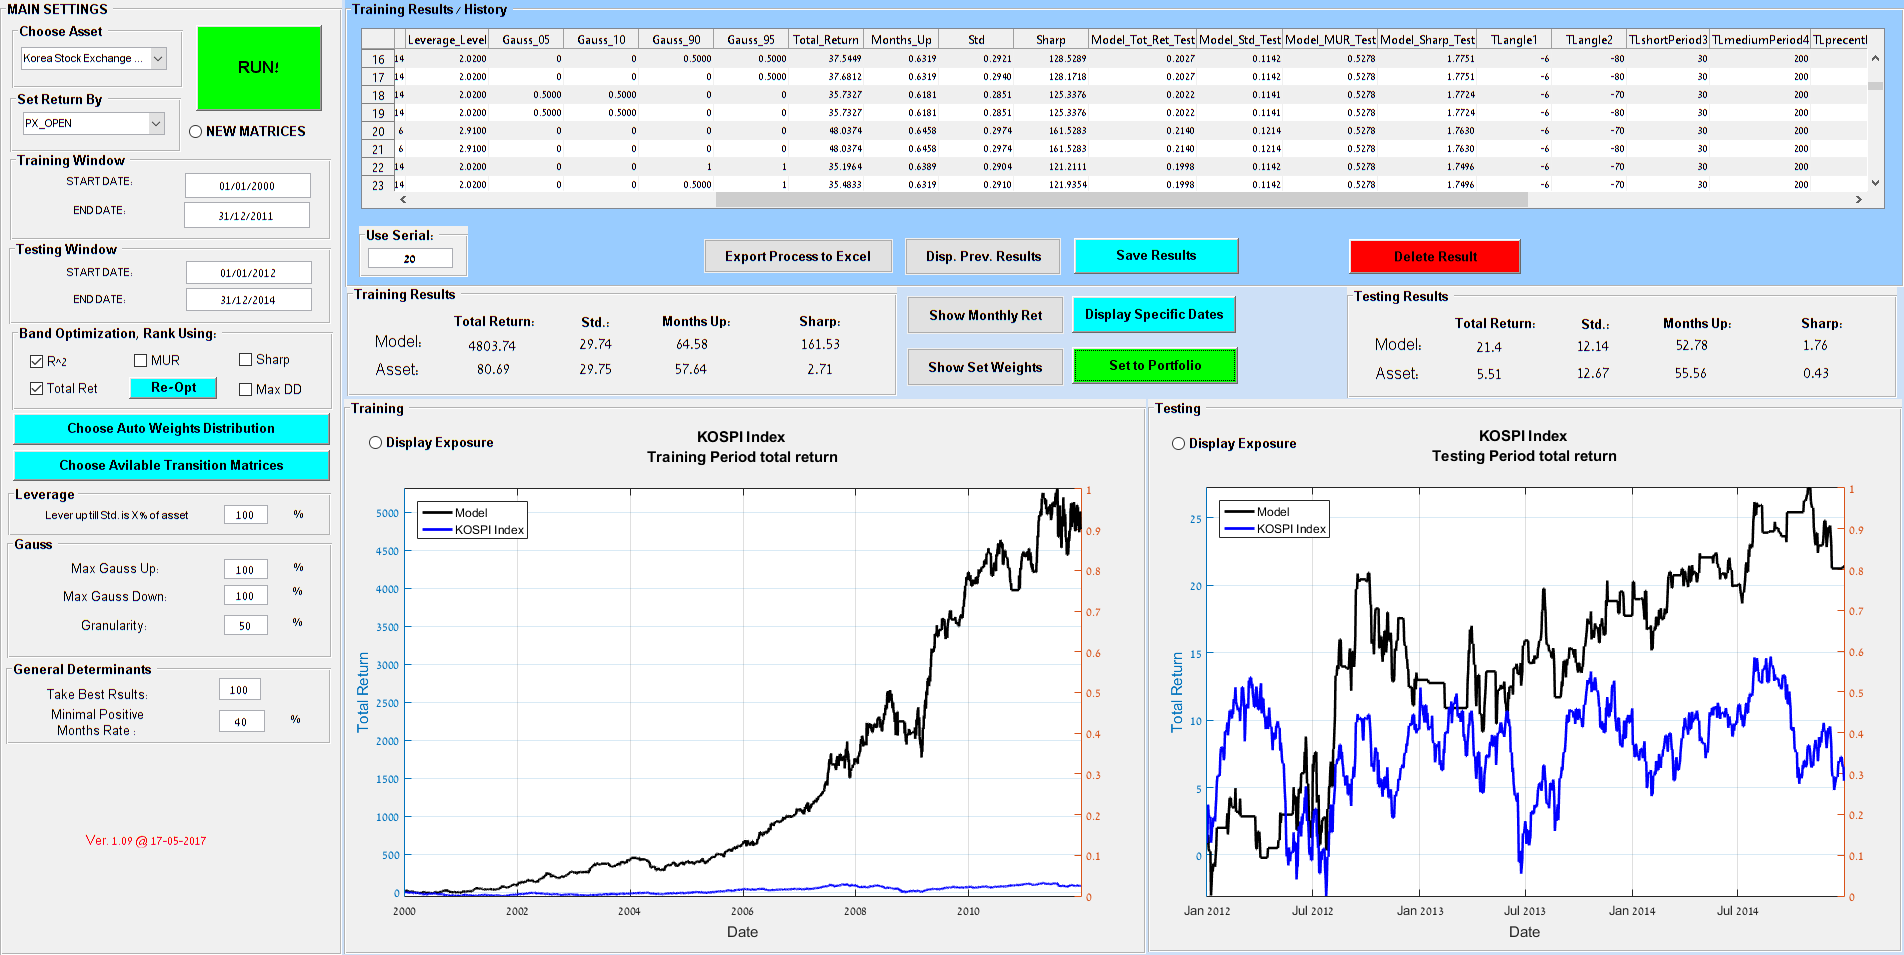 MAIN SETTINGS
Choose Asset
Korea Stock Exchange ...
RUN!
Set Return By
PX_OPEN
NEW MATRICES
Training Window
START DATE: 01/01/2000
END DATE: 31/12/2011
Testing Window
START DATE: 01/01/2012
END DATE: 31/12/2014
Band Optimization, Rank Using:
R^2 MUR Sharp
Total Ret Re-Opt Max DD
Choose Auto Weights Distribution
Choose Avilable Transition Matrices
Leverage
Lever up till Std. is X% of asset 100 %
Gauss
Max Gauss Up: 100 %
Max Gauss Down: 100 %
Granularity: 50 %
General Determinants
Take Best Rsults: 100
Minimal Positive
Months Rate : 40 %
Ver. 1.09 @ 17-05-2017
Training Results / History
Leverage_Level Gauss_05 Gauss_10 Gauss_90 Gauss_95 Total_Return Months_Up Std Sharp Model_Tot_Ret_Test Model_Std_Test Model_MUR_Test Model_Sharp_Test TLangle1 TLangle2 TLshortPeriod3 TLmediumPeriod4 TLprecentl
16 14 2.0200 0 0 0.5000 0.5000 37.5449 0.6319 0.2921 128.5289 0.2027 0.1142 0.5278 1.7751 -6 -80 30 200
17 14 2.0200 0 0 0 0.5000 37.6812 0.6319 0.2940 128.1718 0.2027 0.1142 0.5278 1.7751 -6 -80 30 200
18 14 2.0200 0.5000 0.5000 0 0 35.7327 0.6181 0.2851 125.3376 0.2022 0.1141 0.5278 1.7724 -6 -70 30 200
19 14 2.0200 0.5000 0.5000 0 0 35.7327 0.6181 0.2851 125.3376 0.2022 0.1141 0.5278 1.7724 -6 -80 30 200
20 6 2.9100 0 0 0 0 48.0374 0.6458 0.2974 161.5283 0.2140 0.1214 0.5278 1.7630 -6 -70 30 200
21 6 2.9100 0 0 0 0 48.0374 0.6458 0.2974 161.5283 0.2140 0.1214 0.5278 1.7630 -6 -80 30 200
22 14 2.0200 0 0 1 1 35.1964 0.6389 0.2904 121.2111 0.1998 0.1142 0.5278 1.7496 -6 -70 30 200
23 14 2.0200 0 0 0.5000 1 35.4833 0.6319 0.2910 121.9354 0.1998 0.1142 0.5278 1.7496 -6 -70 30 200
Use Serial:
20
Export Process to Excel
Disp. Prev. Results
Save Results
Delete Result
Training Results
Total Return: Std.: Months Up: Sharp:
Model: 4803.74 29.74 64.58 161.53
Asset: 80.69 29.75 57.64 2.71
Show Monthly Ret
Display Specific Dates
Show Set Weights
Set to Portfolio
Testing Results
Total Return: Std.: Months Up: Sharp:
Model: 21.4 12.14 52.78 1.76
Asset: 5.51 12.67 55.56 0.43
Training
Display Exposure
KOSPI Index
Training Period total return
Model
KOSPI Index
5000
4500
4000
3500
3000
2500
2000
1500
1000
500
0
Total Return
1
0.9
0.8
0.7
0.6
0.5
0.4
0.3
0.2
0.1
0
2000 2002 2004 2006 2008 2010
Date
Testing
Display Exposure
KOSPI Index
Testing Period total return
Model
KOSPI Index
25
20
15
10
5
0
Total Return
1
0.9
0.8
0.7
0.6
0.5
0.4
0.3
0.2
0.1
0
Jan 2012 Jul 2012 Jan 2013 Jul 2013 Jan 2014 Jul 2014
Date